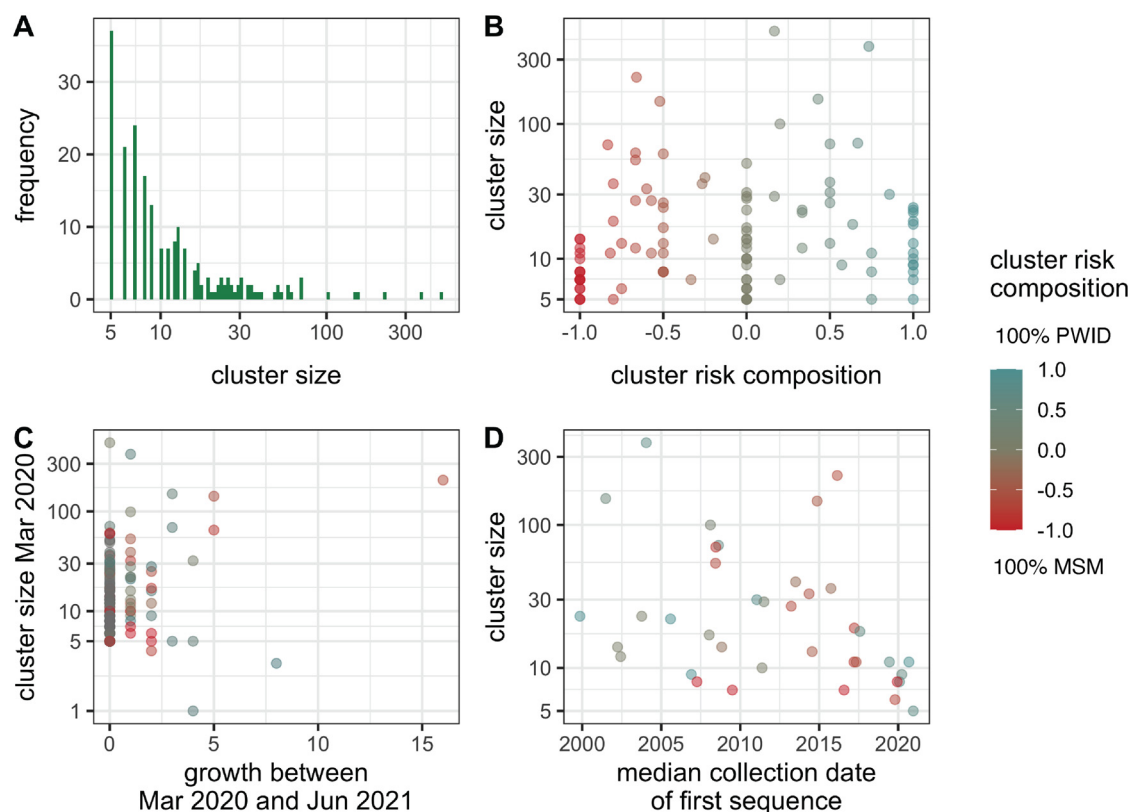 A
frequency
30
20
10
0
5
10
30
100
300
cluster size
B
cluster size
300
100
30
10
5
-1.0
-0.5
0.0
0.5
1.0
cluster risk composition
C
cluster size Mar 2020
300
100
30
10
5
1
0
5
10
15
growth between
Mar 2020 and Jun 2021
D
cluster size
300
100
30
10
5
2000
2005
2010
2015
2020
median collection date
of first sequence
cluster risk
composition
100% PWID
1.0
0.5
0.0
-0.5
-1.0
100% MSM